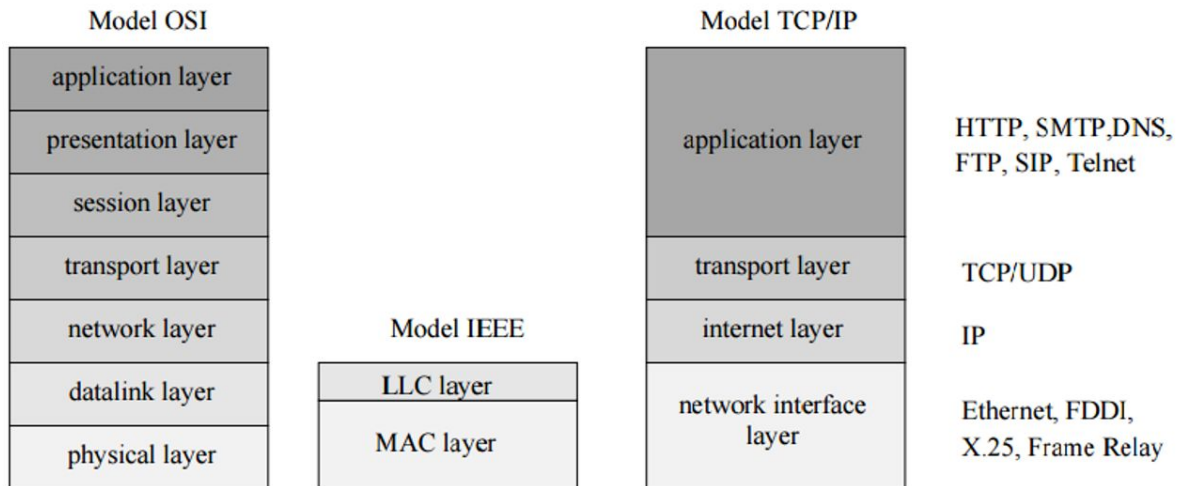 Model OSI
application layer
presentation layer
session layer
transport layer
network layer
datalink layer
physical layer
Model IEEE
LLC layer
MAC layer
Model TCP/IP
application layer
transport layer
internet layer
network interface
layer
HTTP, SMTP,DNS,
FTP, SIP, Telnet
TCP/UDP
IP
Ethernet, FDDI,
X.25, Frame Relay